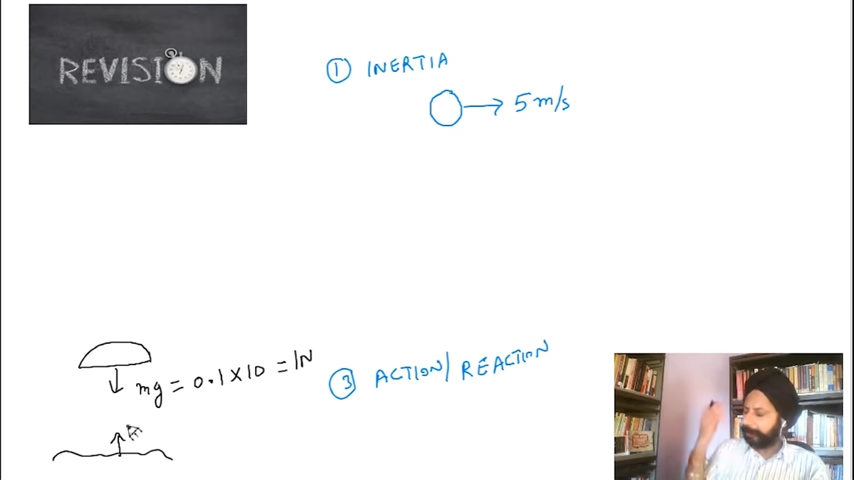 REVISION
① INERTIA
5 m/s
mg = 0.1 × 10 = 1N
③ ACTION / REACTION